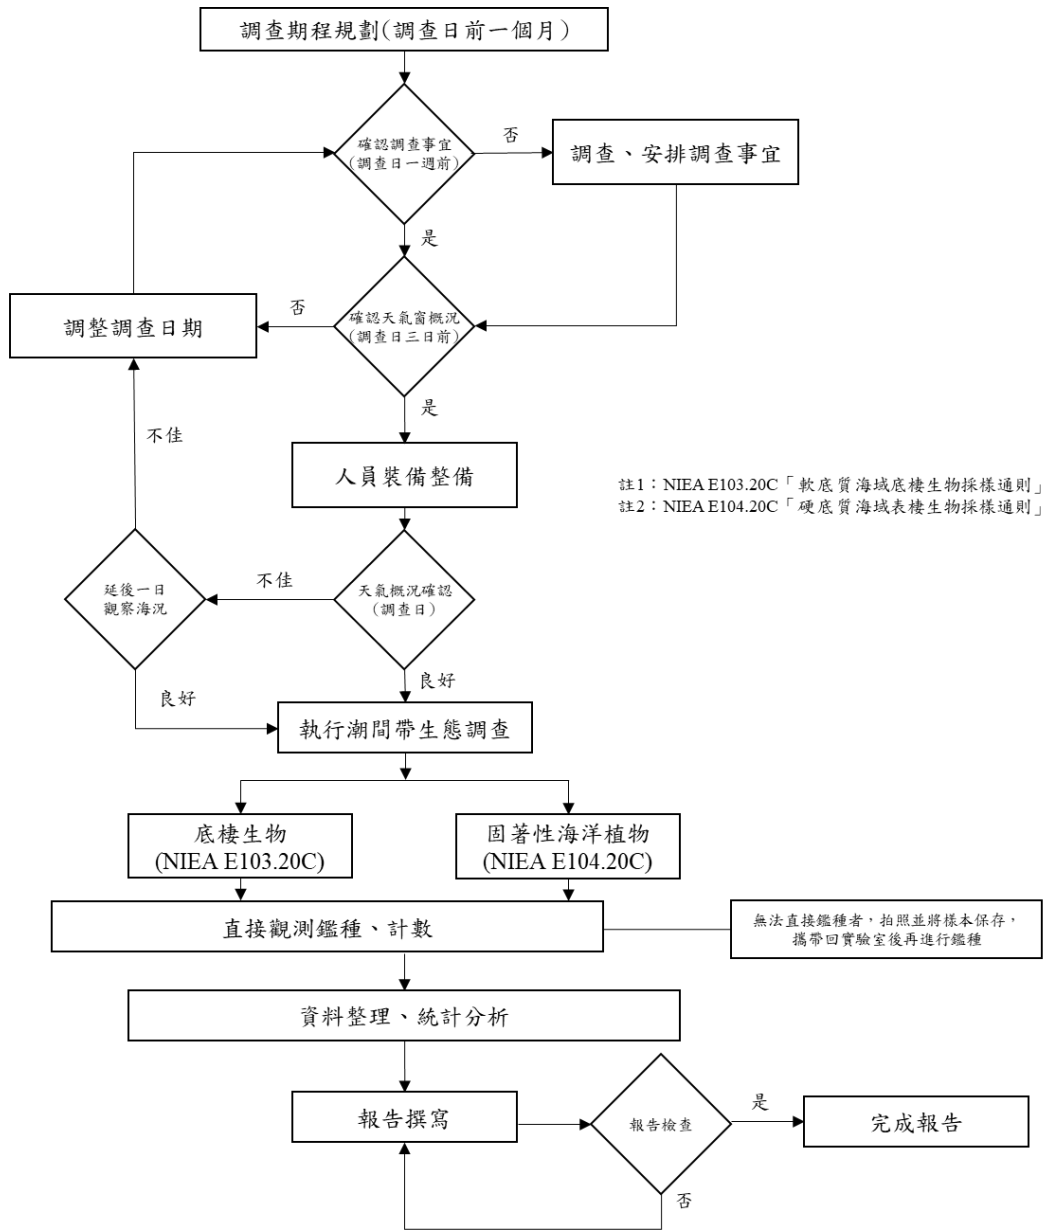 調查期程規劃(調查日前一個月)
確認調查事宜
(調查日一週前)
否
調查、安排調查事宜
是
調整調查日期
否
確認天氣窗概況
(調查日三日前)
是
不佳
人員裝備整備
註1：NIEA E103.20C「軟底質海域底棲生物採樣通則」
註2：NIEA E104.20C「硬底質海域表棲生物採樣通則」
延後一日
觀察海況
不佳
天氣概況確認
(調查日)
良好
良好
執行潮間帶生態調查
底棲生物
(NIEA E103.20C)
固著性海洋植物
(NIEA E104.20C)
直接觀測鑑種、計數
無法直接鑑種者，拍照並將樣本保存，
攜帶回實驗室後再進行鑑種
資料整理、統計分析
報告撰寫
報告檢查
是
完成報告
否